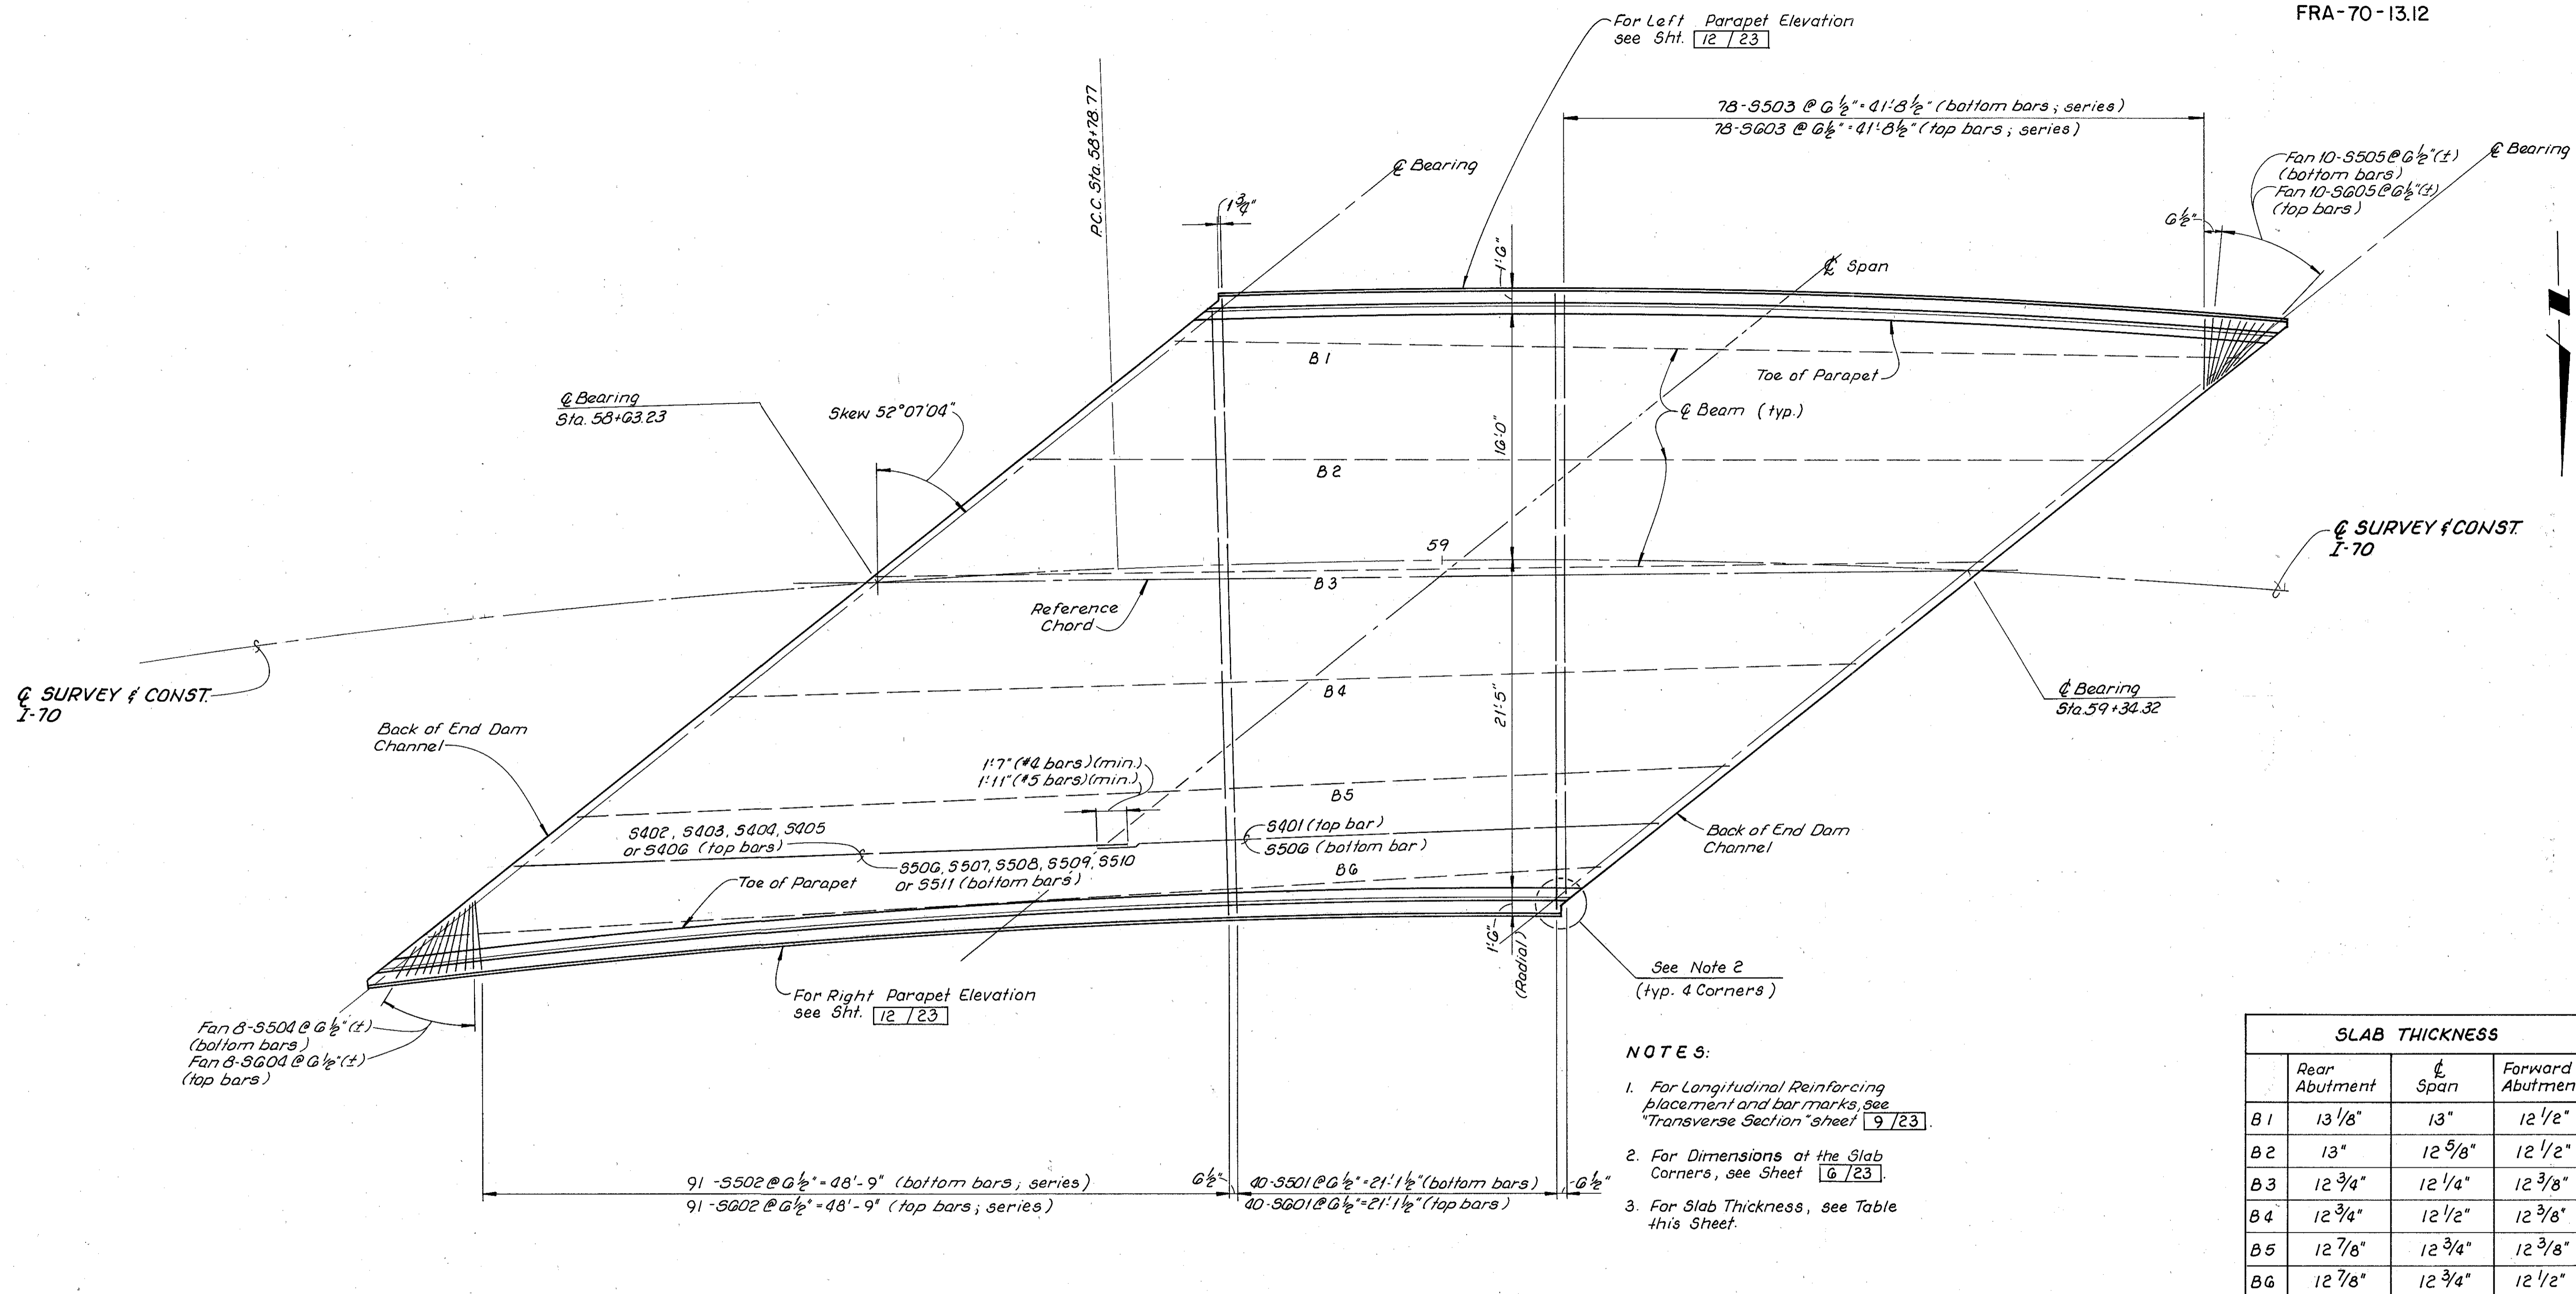 FRA-70-13.12
For Left Parapet Elevation
see Sht. 12 / 23
P.C.C. Sta. 58+78.77
78-S503 @ 6½" = 41'-8½" (bottom bars; series)
78-S603 @ 6½" = 41'-8½" (top bars; series)
℄ Bearing
℄ Bearing
Fan 10-S505 @ 6½" (±)
(bottom bars)
Fan 10-S605 @ 6½" (±)
(top bars)
1¾"
6½"
1'-6"
℄ Span
B1
Toe of Parapet
℄ Bearing
Sta. 58+63.23
Skew 52°07'04"
℄ Beam (typ.)
16'-0"
B2
59
℄ SURVEY & CONST.
I-70
B3
Reference
Chord
℄ SURVEY & CONST.
I-70
B4
21'-5"
℄ Bearing
Sta. 59+34.32
Back of End Dam
Channel
1'-7" (#4 bars) (min.)
1'-11" (#5 bars) (min.)
B5
S402, S403, S404, S405
or S406 (top bars)
S401 (top bar)
S506 (bottom bar)
Back of End Dam
Channel
S506, S507, S508, S509, S510
or S511 (bottom bars)
B6
Toe of Parapet
1'-6"
(Radial)
See Note 2
(typ. 4 Corners)
For Right Parapet Elevation
see Sht. 12 / 23
Fan 8-S504 @ 6½" (±)
(bottom bars)
Fan 8-S604 @ 6½" (±)
(top bars)
91 -S502 @ 6½" = 48'-9" (bottom bars; series)
91 -S602 @ 6½" = 48'-9" (top bars; series)
6½"
40-S501 @ 6½" = 21'-1½" (bottom bars)
40-S601 @ 6½" = 21'-1½" (top bars)
6½"
NOTES:
1. For Longitudinal Reinforcing
placement and bar marks, see
"Transverse Section" sheet 9 / 23.
2. For Dimensions at the Slab
Corners, see Sheet 6 / 23.
3. For Slab Thickness, see Table
this Sheet.
SLAB THICKNESS
Rear Abutment ℄ Span Forward Abutmen
B1 13 1/8" 13" 12 1/2"
B2 13" 12 5/8" 12 1/2"
B3 12 3/4" 12 1/4" 12 3/8"
B4 12 3/4" 12 1/2" 12 3/8"
B5 12 7/8" 12 3/4" 12 3/8"
B6 12 7/8" 12 3/4" 12 1/2"